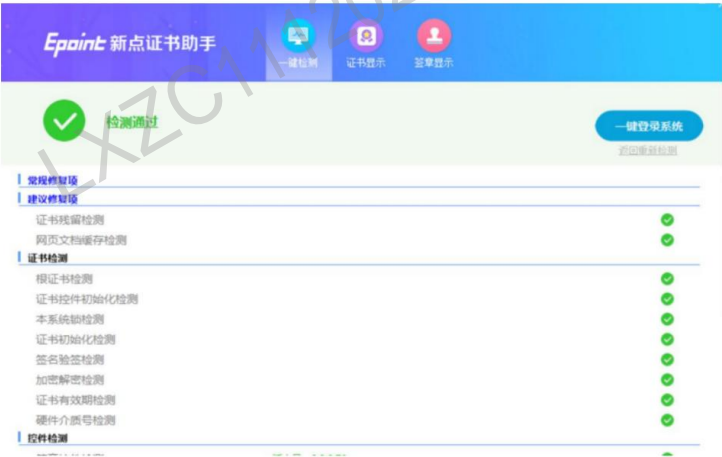 Epoint 新点证书助手
一键检测 证书显示 签章显示
检测通过
一键登录系统
返回重新检测
常规修复项
建议修复项
证书残留检测
网页文档缓存检测
证书检测
根证书检测
证书控件初始化检测
本系统锁检测
证书初始化检测
签名验签检测
加密解密检测
证书有效期检测
硬件介质号检测
控件检测